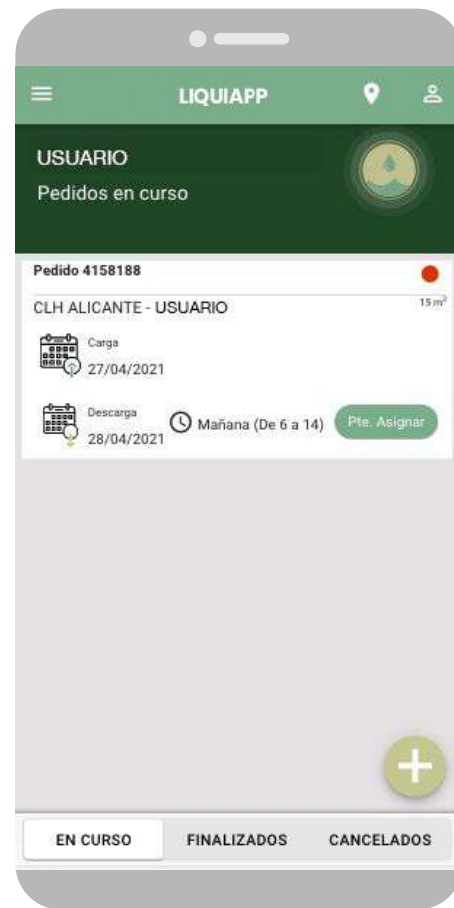 LIQUIAPP
USUARIO
Pedidos en curso
Pedido 4158188
CLH ALICANTE - USUARIO
15 m³
Carga
27/04/2021
Descarga
28/04/2021
Mañana (De 6 a 14)
Pte. Asignar
EN CURSO
FINALIZADOS
CANCELADOS